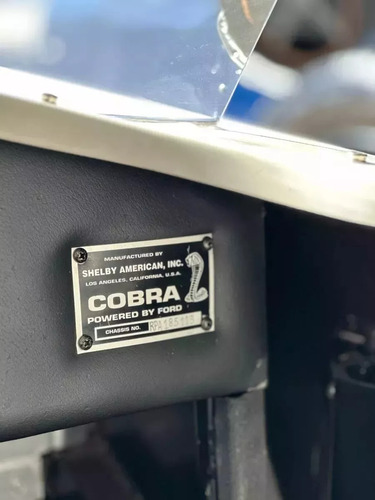 MANUFACTURED BY
SHELBY AMERICAN, INC.
LOS ANGELES, CALIFORNIA, U.S.A.
COBRA
POWERED BY FORD
CHASSIS NO.